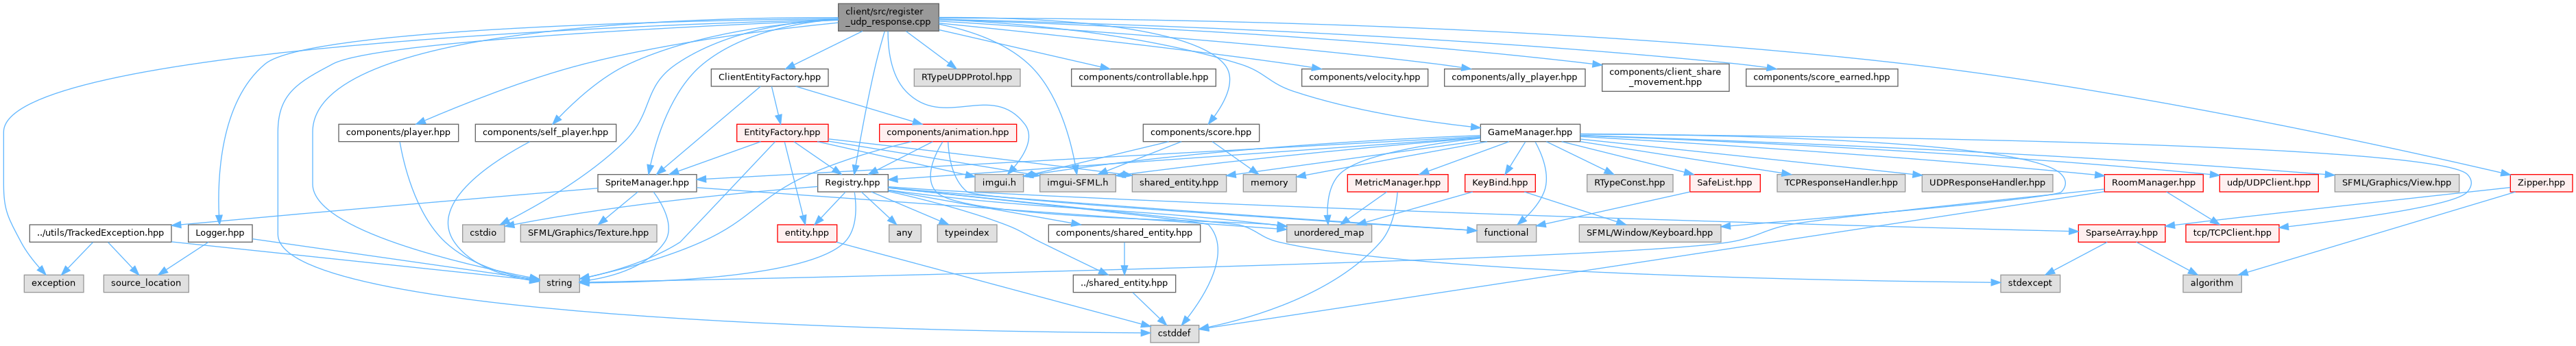 client/src/register
_udp_response.cpp
ClientEntityFactory.hpp
RTypeUDPProtol.hpp
components/controllable.hpp
components/velocity.hpp
components/ally_player.hpp
components/client_share
_movement.hpp
components/score_earned.hpp
components/player.hpp
components/self_player.hpp
EntityFactory.hpp
components/animation.hpp
components/score.hpp
GameManager.hpp
SpriteManager.hpp
Registry.hpp
imgui.h
imgui-SFML.h
shared_entity.hpp
memory
MetricManager.hpp
KeyBind.hpp
RTypeConst.hpp
SafeList.hpp
TCPResponseHandler.hpp
UDPResponseHandler.hpp
RoomManager.hpp
udp/UDPClient.hpp
SFML/Graphics/View.hpp
Zipper.hpp
../utils/TrackedException.hpp
Logger.hpp
cstdio
SFML/Graphics/Texture.hpp
entity.hpp
any
typeindex
components/shared_entity.hpp
unordered_map
functional
SFML/Window/Keyboard.hpp
SparseArray.hpp
tcp/TCPClient.hpp
exception
source_location
string
../shared_entity.hpp
stdexcept
algorithm
cstddef